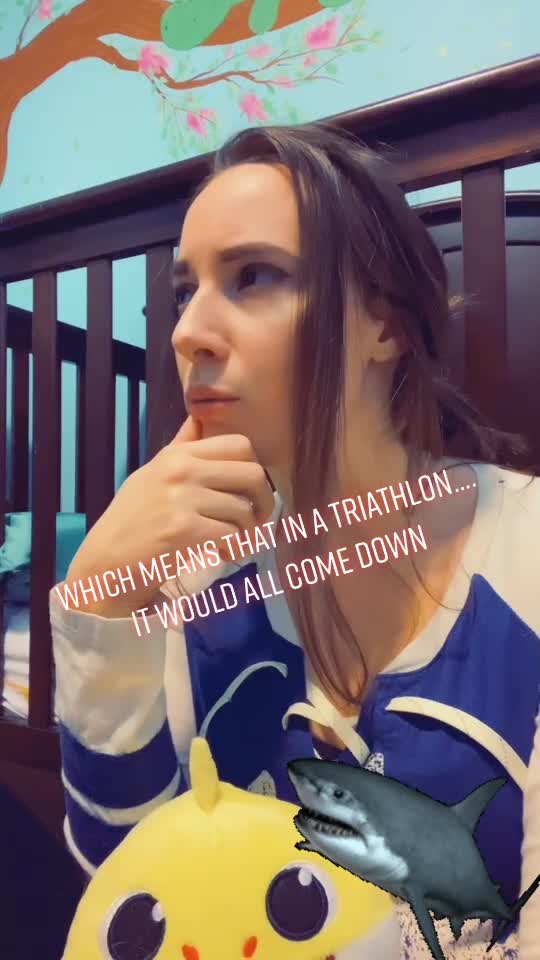 WHICH MEANS THAT IN A TRIATHLON....
IT WOULD ALL COME DOWN